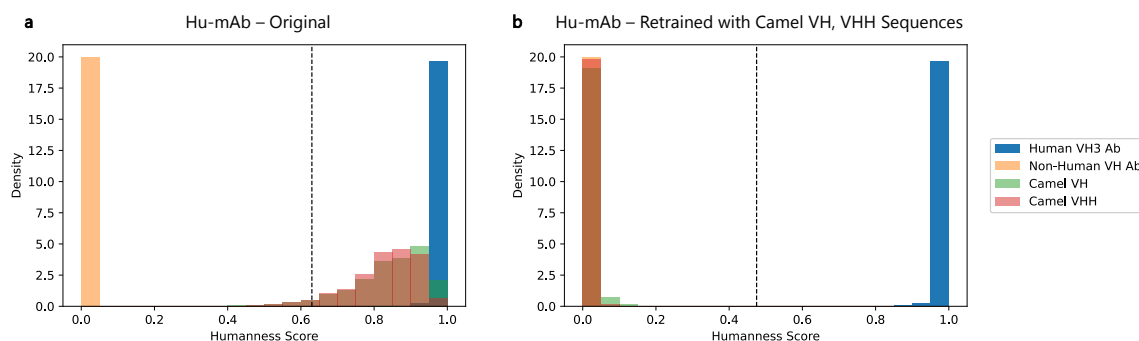 a Hu-mAb – Original
20.0
17.5
15.0
12.5
10.0
7.5
5.0
2.5
0.0
Density
0.0 0.2 0.4 0.6 0.8 1.0
Humanness Score
b Hu-mAb – Retrained with Camel VH, VHH Sequences
20.0
17.5
15.0
12.5
10.0
7.5
5.0
2.5
0.0
Density
0.0 0.2 0.4 0.6 0.8 1.0
Humanness Score
Human VH3 Ab
Non-Human VH Ab
Camel VH
Camel VHH